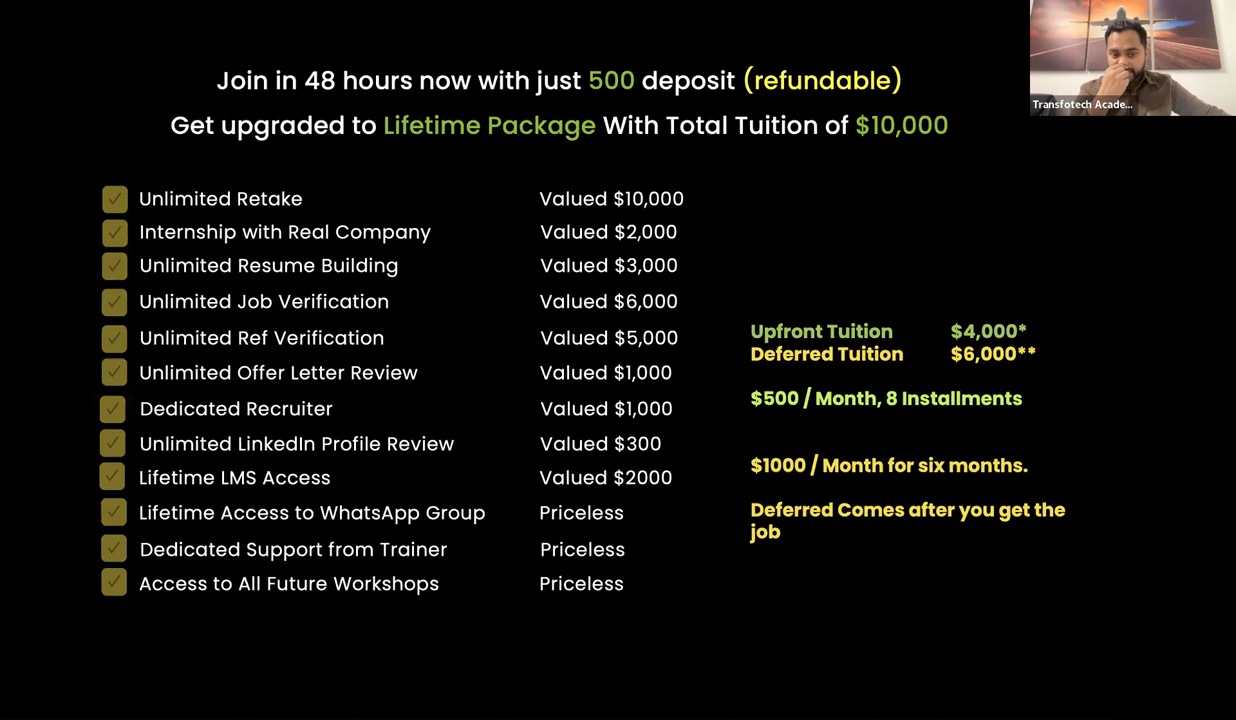 Join in 48 hours now with just 500 deposit (refundable)
Get upgraded to Lifetime Package With Total Tuition of $10,000
Transfotech Acade...
Unlimited Retake Valued $10,000
Internship with Real Company Valued $2,000
Unlimited Resume Building Valued $3,000
Unlimited Job Verification Valued $6,000
Unlimited Ref Verification Valued $5,000
Unlimited Offer Letter Review Valued $1,000
Dedicated Recruiter Valued $1,000
Unlimited LinkedIn Profile Review Valued $300
Lifetime LMS Access Valued $2000
Lifetime Access to WhatsApp Group Priceless
Dedicated Support from Trainer Priceless
Access to All Future Workshops Priceless
Upfront Tuition $4,000*
Deferred Tuition $6,000**
$500 / Month, 8 Installments
$1000 / Month for six months.
Deferred Comes after you get the
job